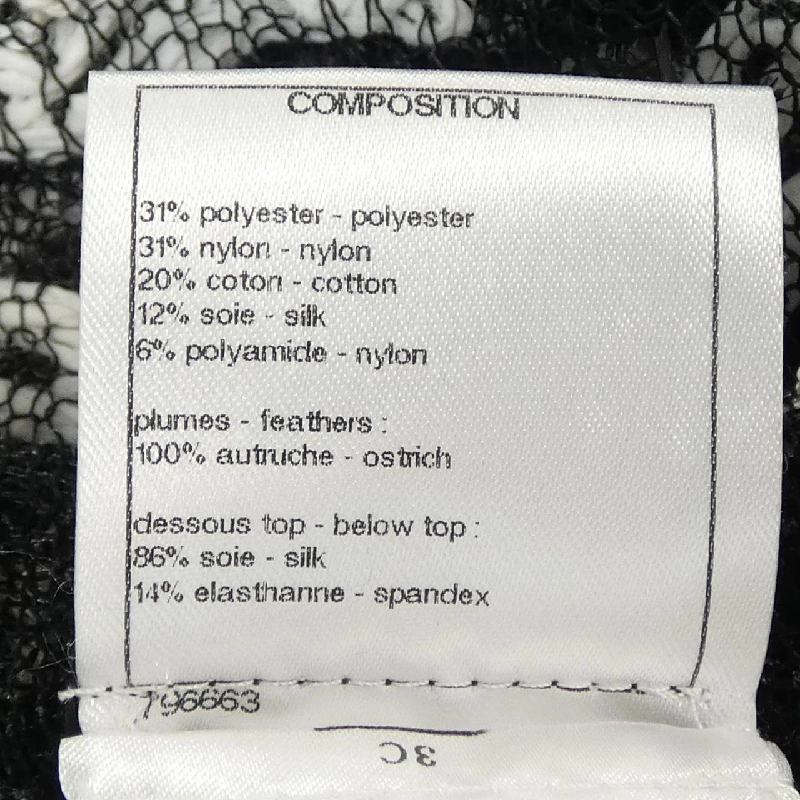 COMPOSITION
31% polyester - polyester
31% nylon - nylon
20% coton - cotton
12% soie - silk
6% polyamide - nylon
plumes - feathers :
100% autruche - ostrich
dessous top - below top :
86% soie - silk
14% elasthanne - spandex
796663
3C